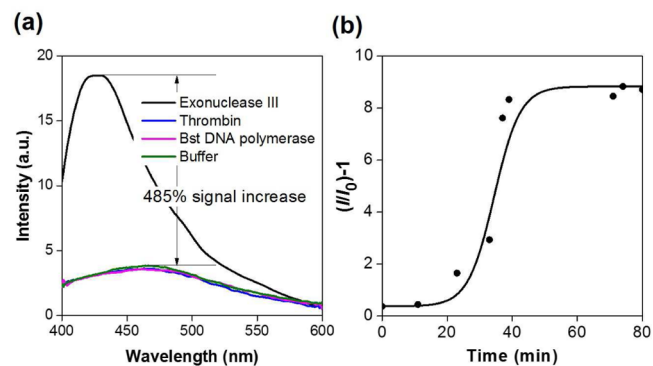 (a)
20
15
10
5
0
Intensity (a.u.)
Exonuclease III
Thrombin
Bst DNA polymerase
Buffer
485% signal increase
400 450 500 550 600
Wavelength (nm)
(b)
10
8
6
4
2
0
(I/I0)-1
0 20 40 60 80
Time (min)